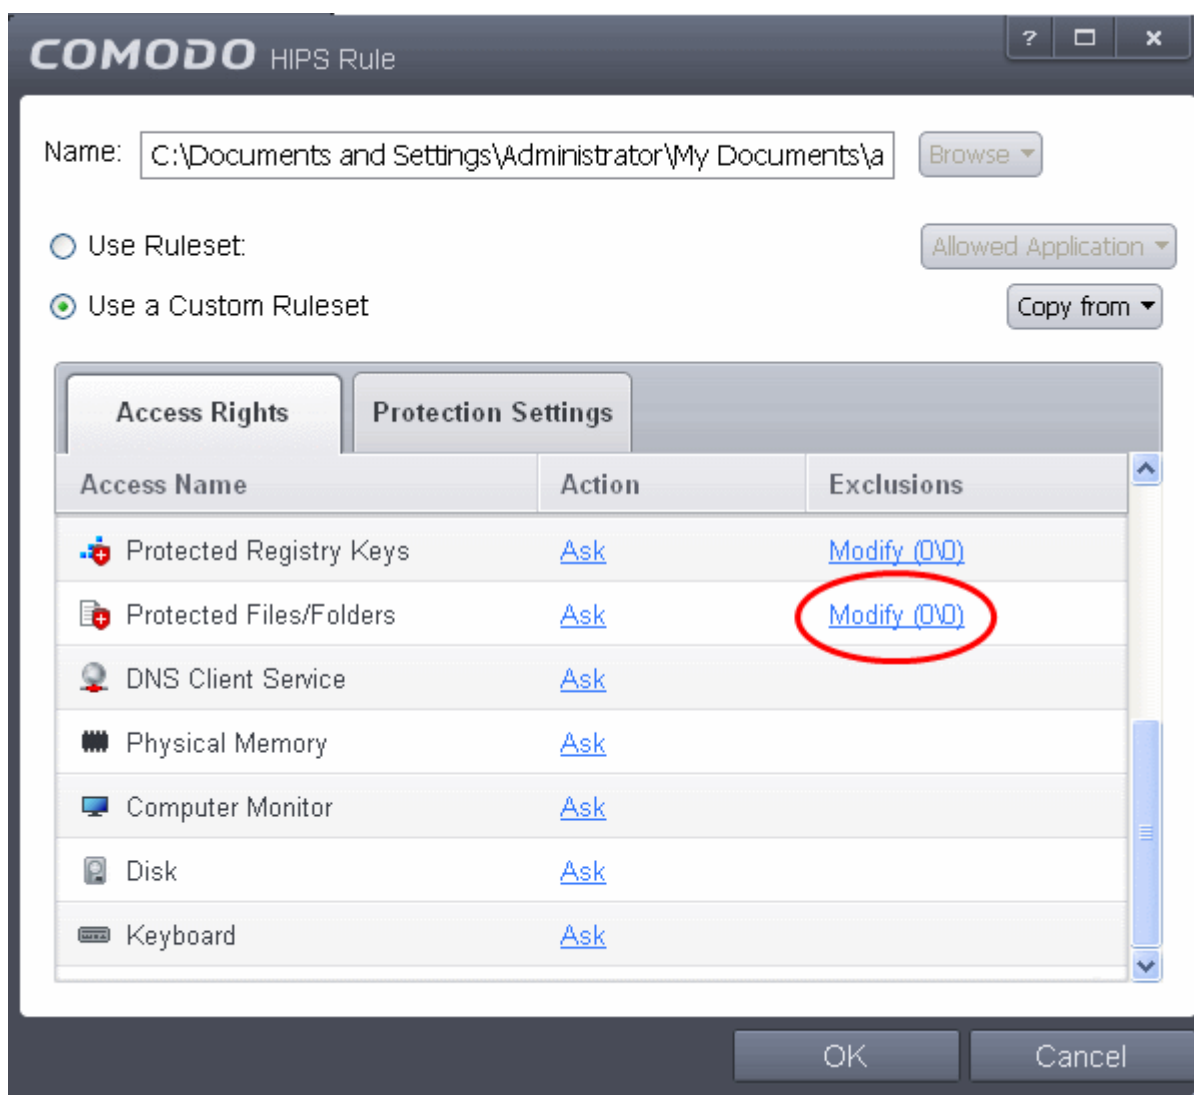 COMODO HIPS Rule
Name: C:\Documents and Settings\Administrator\My Documents\a Browse
Use Ruleset: Allowed Application
Use a Custom Ruleset Copy from
Access Rights Protection Settings
Access Name Action Exclusions
Protected Registry Keys Ask Modify (0\0)
Protected Files/Folders Ask Modify (0\0)
DNS Client Service Ask
Physical Memory Ask
Computer Monitor Ask
Disk Ask
Keyboard Ask
OK Cancel